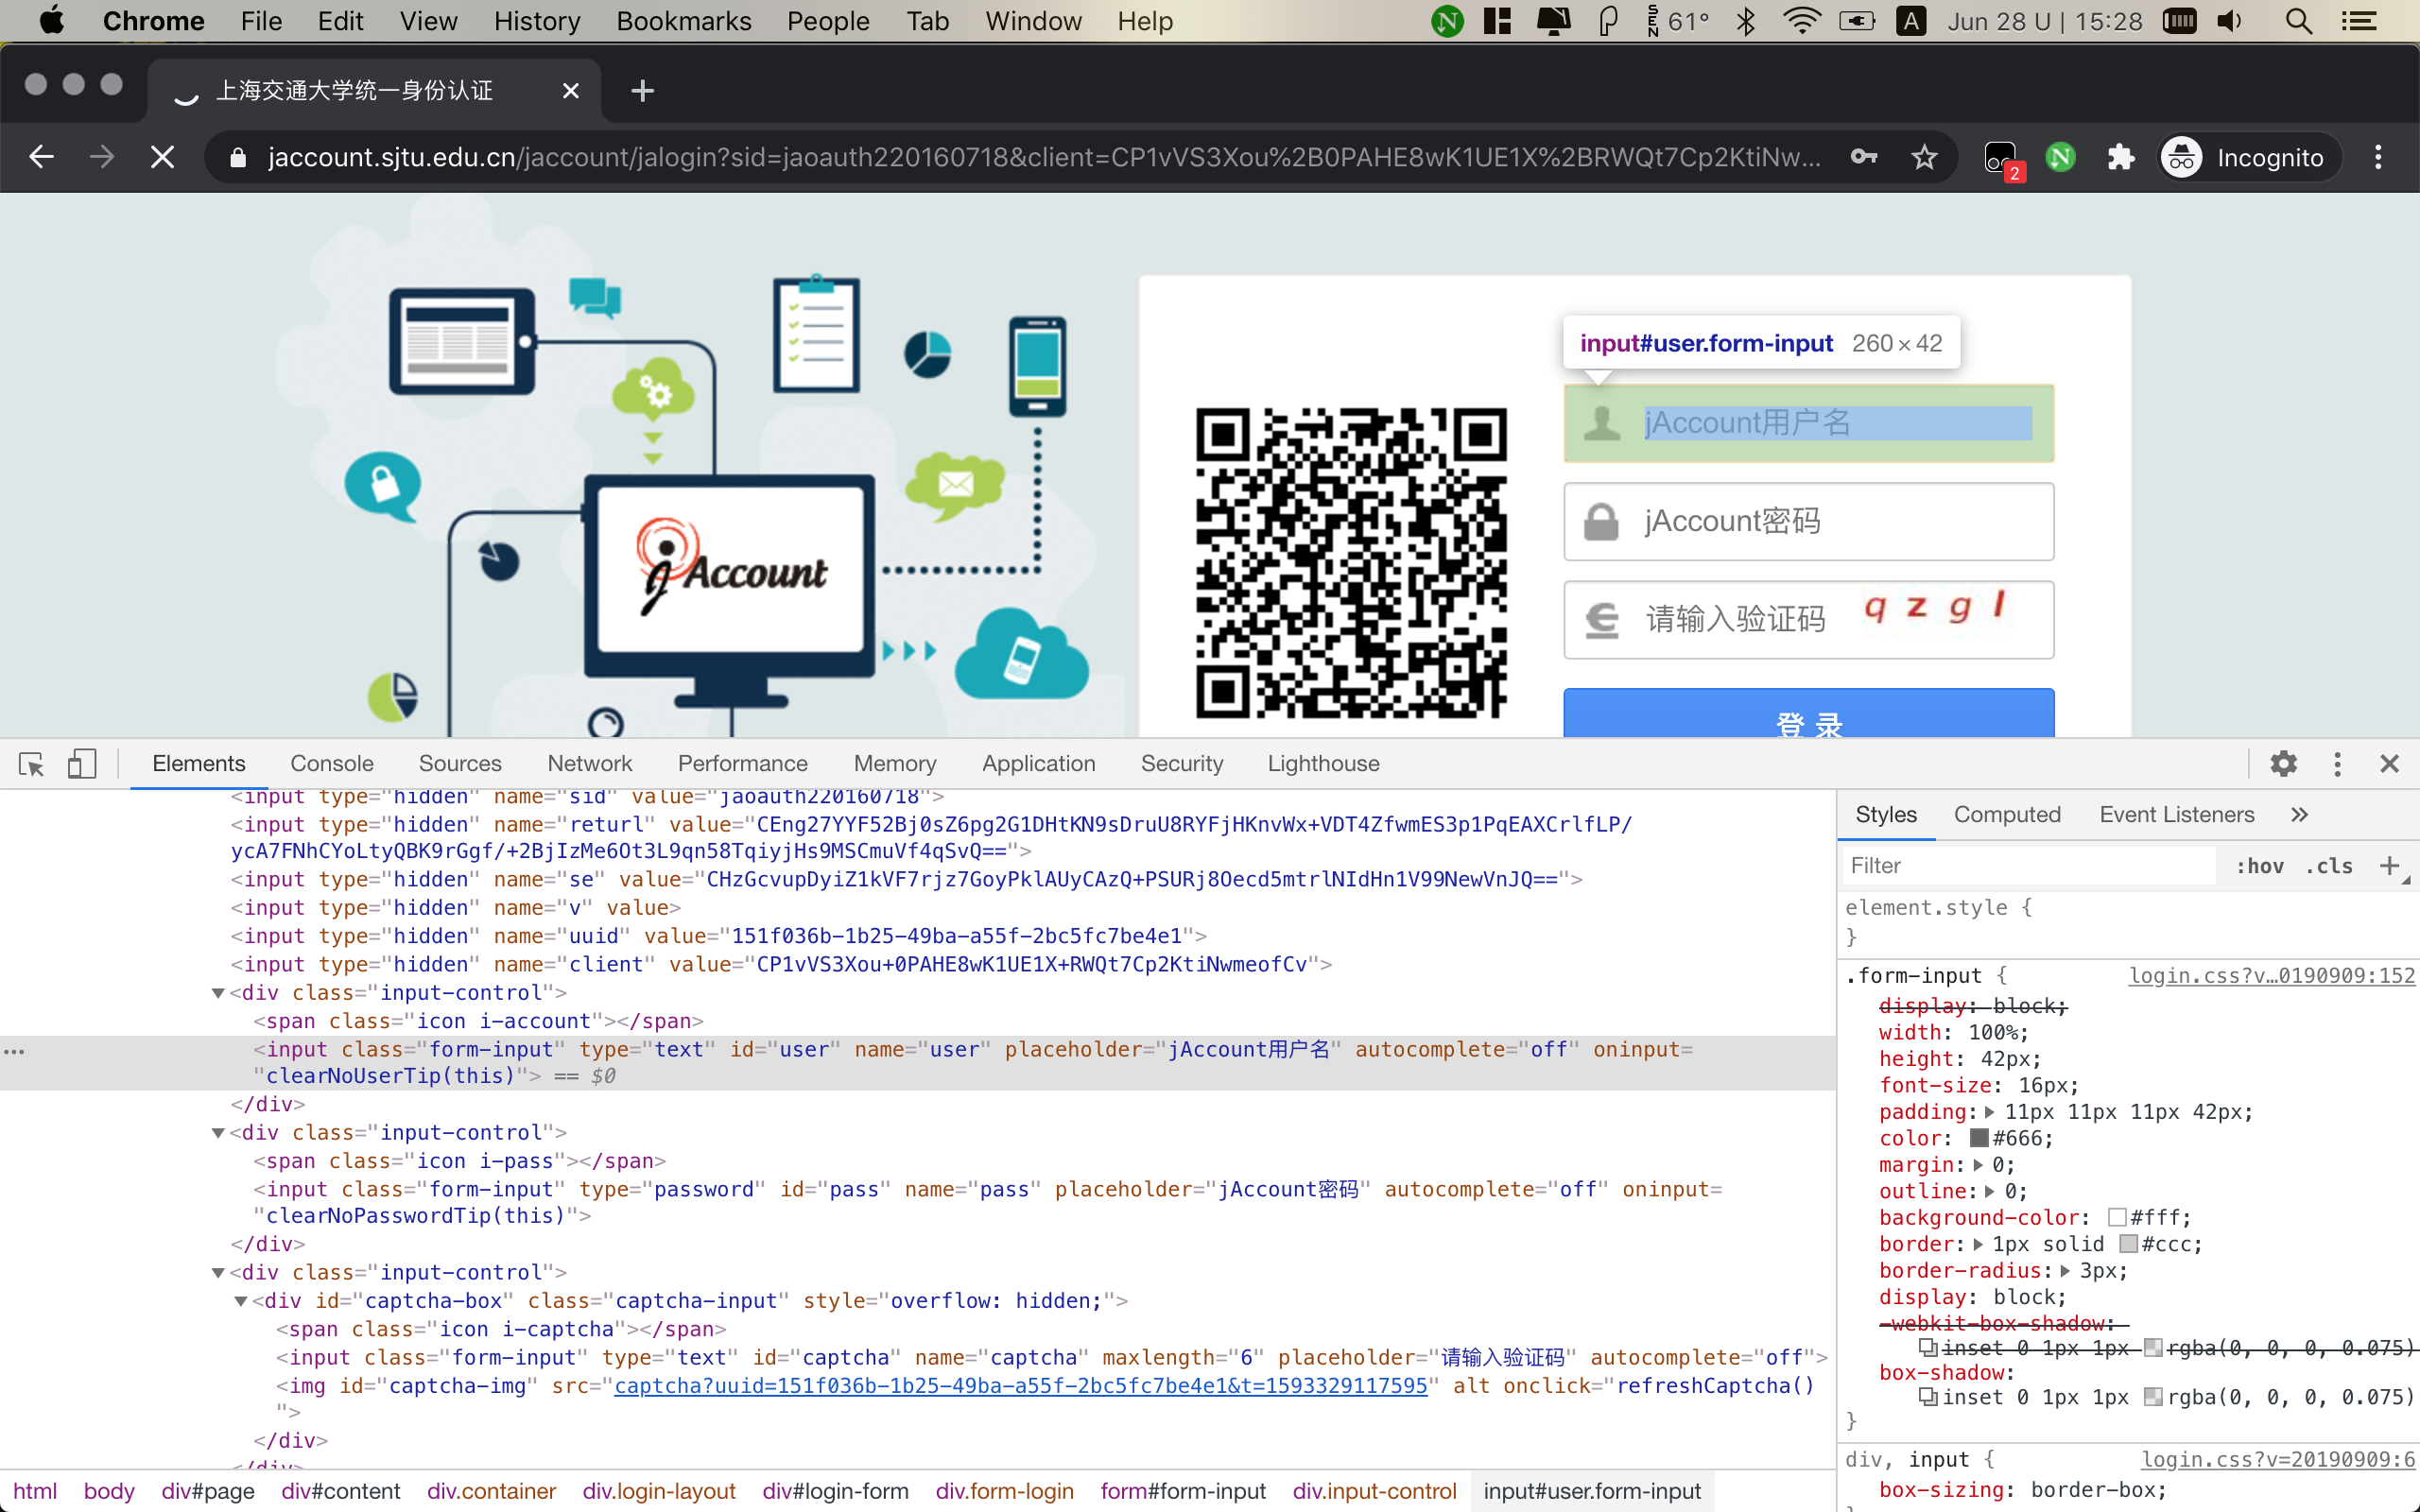 Chrome File Edit View History Bookmarks People Tab Window Help SEN 61° A Jun 28 U | 15:28
上海交通大学统一身份认证
jaccount.sjtu.edu.cn/jaccount/jalogin?sid=jaoauth220160718&client=CP1vVS3Xou%2B0PAHE8wK1UE1X%2BRWQt7Cp2KtiNw... 2 N Incognito
input#user.form-input 260 × 42
jAccount用户名
jAccount密码
请输入验证码 q z g l
登 录
jAccount
Elements Console Sources Network Performance Memory Application Security Lighthouse
<input type="hidden" name="sid" value="jaoauth220160718">
<input type="hidden" name="returl" value="CEng27YYF52Bj0sZ6pg2G1DHtKN9sDruU8RYFjHKnvWx+VDT4ZfwmES3p1PqEAXCrlfLP/
ycA7FNhCYoLtyQBK9rGgf/+2BjIzMe6Ot3L9qn58TqiyjHs9MSCmuVf4qSvQ==">
<input type="hidden" name="se" value="CHzGcvupDyiZ1kVF7rjz7GoyPklAUyCAzQ+PSURj8Oecd5mtrlNIdHn1V99NewVnJQ==">
<input type="hidden" name="v" value>
<input type="hidden" name="uuid" value="151f036b-1b25-49ba-a55f-2bc5fc7be4e1">
<input type="hidden" name="client" value="CP1vVS3Xou+0PAHE8wK1UE1X+RWQt7Cp2KtiNwmeofCv">
▼<div class="input-control">
<span class="icon i-account"></span>
... <input class="form-input" type="text" id="user" name="user" placeholder="jAccount用户名" autocomplete="off" oninput=
"clearNoUserTip(this)"> == $0
</div>
▼<div class="input-control">
<span class="icon i-pass"></span>
<input class="form-input" type="password" id="pass" name="pass" placeholder="jAccount密码" autocomplete="off" oninput=
"clearNoPasswordTip(this)">
</div>
▼<div class="input-control">
▼<div id="captcha-box" class="captcha-input" style="overflow: hidden;">
<span class="icon i-captcha"></span>
<input class="form-input" type="text" id="captcha" name="captcha" maxlength="6" placeholder="请输入验证码" autocomplete="off">
<img id="captcha-img" src="captcha?uuid=151f036b-1b25-49ba-a55f-2bc5fc7be4e1&t=1593329117595" alt onclick="refreshCaptcha()
">
</div>
</div>
html body div#page div#content div.container div.login-layout div#login-form div.form-login form#form-input div.input-control input#user.form-input
Styles Computed Event Listeners »
Filter :hov .cls +
element.style {
}
.form-input { login.css?v…0190909:152
display: block;
width: 100%;
height: 42px;
font-size: 16px;
padding:▶ 11px 11px 11px 42px;
color: #666;
margin:▶ 0;
outline:▶ 0;
background-color: #fff;
border:▶ 1px solid #ccc;
border-radius:▶ 3px;
display: block;
-webkit-box-shadow:
inset 0 1px 1px rgba(0, 0, 0, 0.075)
box-shadow:
inset 0 1px 1px rgba(0, 0, 0, 0.075)
}
div, input { login.css?v=20190909:6
box-sizing: border-box;